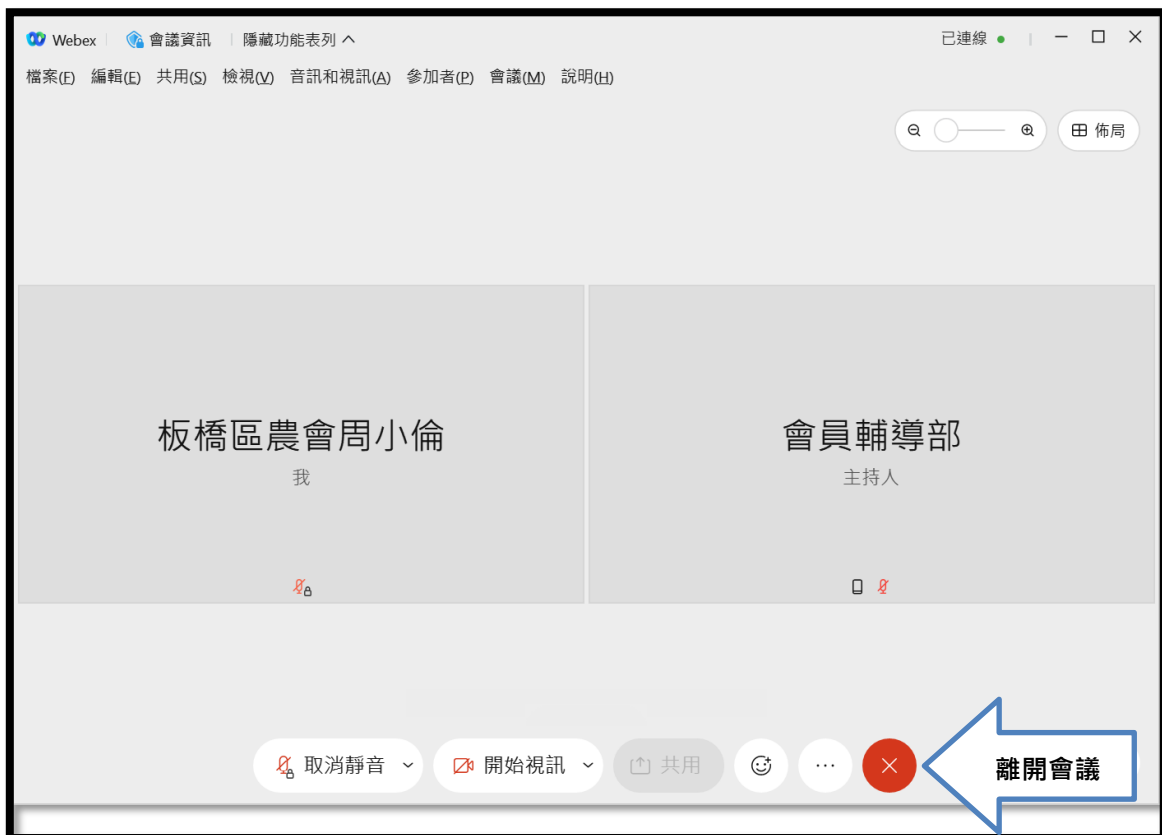 Webex 會議資訊 隱藏功能表列 已連線
檔案(F) 編輯(E) 共用(S) 檢視(V) 音訊和視訊(A) 參加者(P) 會議(M) 說明(H)
佈局
板橋區農會周小倫 會員輔導部
我 主持人
取消靜音 開始視訊 共用 離開會議